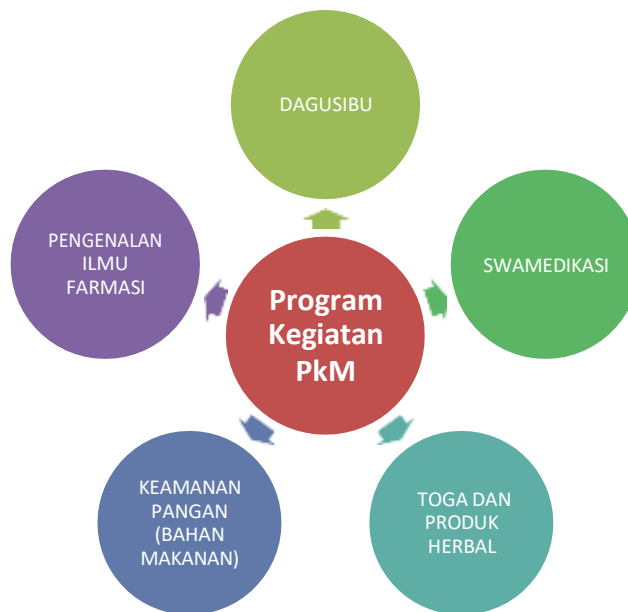 DAGUSIBU
PENGENALAN
ILMU
FARMASI
SWAMEDIKASI
Program
Kegiatan
PkM
KEAMANAN
PANGAN
(BAHAN
MAKANAN)
TOGA DAN
PRODUK
HERBAL